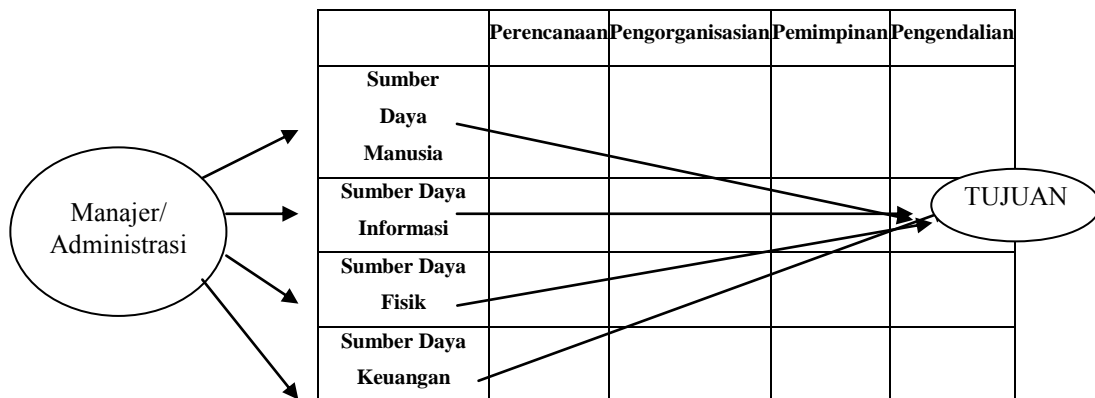 Perencanaan Pengorganisasian Pemimpinan Pengendalian
Sumber
Daya
Manusia
Sumber Daya
Informasi
Sumber Daya
Fisik
Sumber Daya
Keuangan
Manajer/
Administrasi
TUJUAN